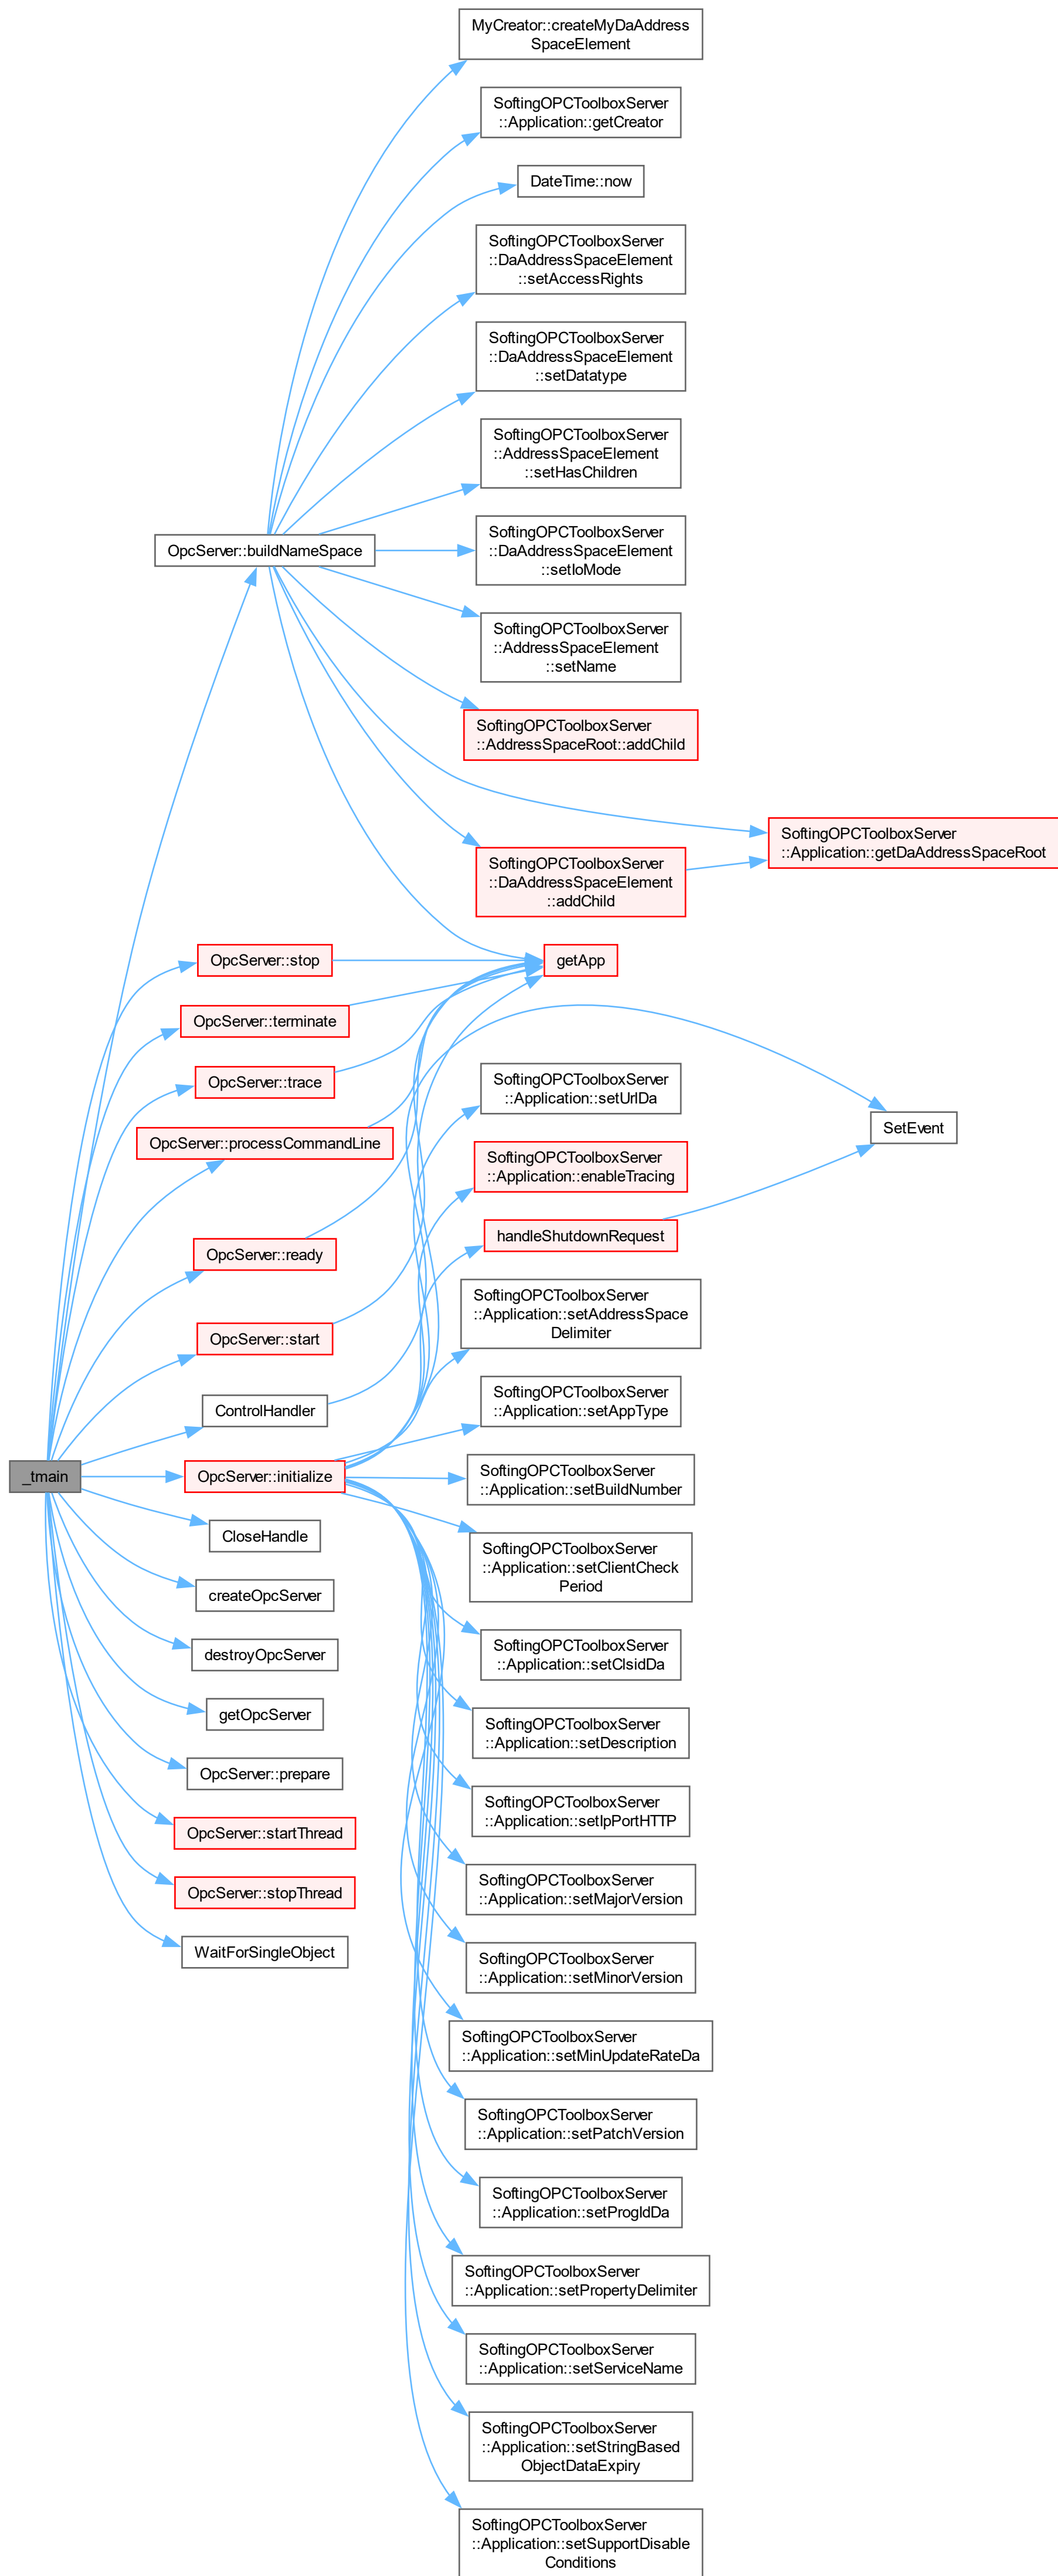 MyCreator::createMyDaAddress
SpaceElement
SoftingOPCToolboxServer
::Application::getCreator
DateTime::now
SoftingOPCToolboxServer
::DaAddressSpaceElement
::setAccessRights
SoftingOPCToolboxServer
::DaAddressSpaceElement
::setDatatype
SoftingOPCToolboxServer
::AddressSpaceElement
::setHasChildren
OpcServer::buildNameSpace
SoftingOPCToolboxServer
::DaAddressSpaceElement
::setIoMode
SoftingOPCToolboxServer
::AddressSpaceElement
::setName
SoftingOPCToolboxServer
::AddressSpaceRoot::addChild
SoftingOPCToolboxServer
::Application::getDaAddressSpaceRoot
SoftingOPCToolboxServer
::DaAddressSpaceElement
::addChild
OpcServer::stop
getApp
OpcServer::terminate
OpcServer::trace
SoftingOPCToolboxServer
::Application::setUrlDa
SetEvent
OpcServer::processCommandLine
SoftingOPCToolboxServer
::Application::enableTracing
handleShutdownRequest
OpcServer::ready
SoftingOPCToolboxServer
::Application::setAddressSpace
Delimiter
OpcServer::start
ControlHandler
SoftingOPCToolboxServer
::Application::setAppType
_tmain
OpcServer::initialize
SoftingOPCToolboxServer
::Application::setBuildNumber
CloseHandle
SoftingOPCToolboxServer
::Application::setClientCheck
Period
createOpcServer
destroyOpcServer
SoftingOPCToolboxServer
::Application::setClsidDa
getOpcServer
SoftingOPCToolboxServer
::Application::setDescription
OpcServer::prepare
SoftingOPCToolboxServer
::Application::setIpPortHTTP
OpcServer::startThread
OpcServer::stopThread
SoftingOPCToolboxServer
::Application::setMajorVersion
WaitForSingleObject
SoftingOPCToolboxServer
::Application::setMinorVersion
SoftingOPCToolboxServer
::Application::setMinUpdateRateDa
SoftingOPCToolboxServer
::Application::setPatchVersion
SoftingOPCToolboxServer
::Application::setProgIdDa
SoftingOPCToolboxServer
::Application::setPropertyDelimiter
SoftingOPCToolboxServer
::Application::setServiceName
SoftingOPCToolboxServer
::Application::setStringBased
ObjectDataExpiry
SoftingOPCToolboxServer
::Application::setSupportDisable
Conditions